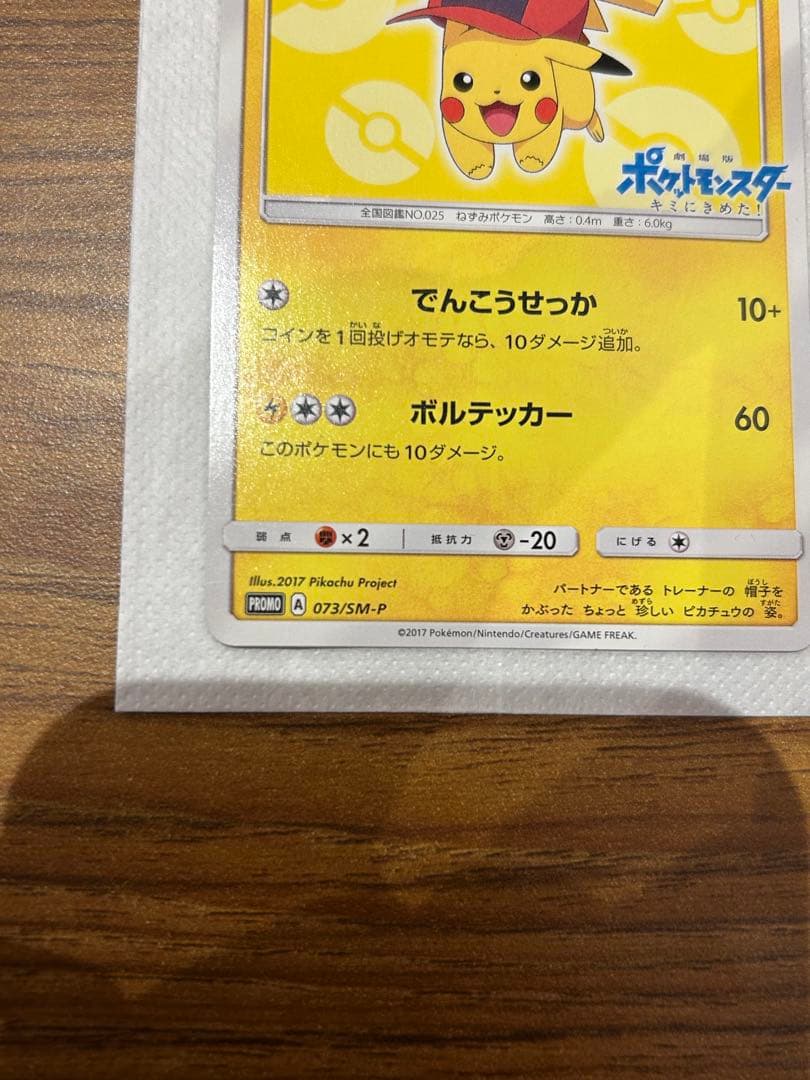 劇場版
ポケットモンスター
キミにきめた!
全国図鑑NO.025 ねずみポケモン 高さ:0.4m 重さ:6.0kg
でんこうせっか 10+
コインを1回投げオモテなら、10ダメージ追加。
ボルテッカー 60
このポケモンにも10ダメージ。
弱点 ×2 抵抗力 -20 にげる
Illus.2017 Pikachu Project
PROMO A 073/SM-P
パートナーである トレーナーの 帽子を
かぶった ちょっと 珍しい ピカチュウの 姿。
©2017 Pokémon/Nintendo/Creatures/GAME FREAK.